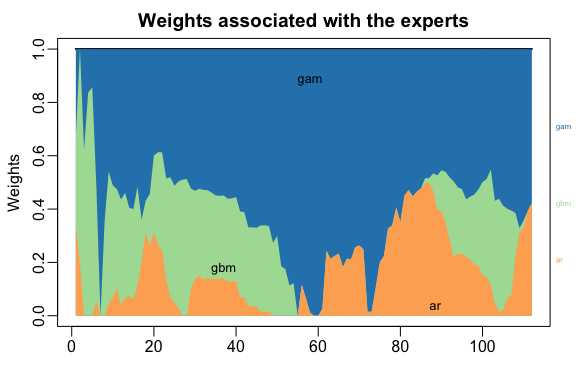 Weights associated with the experts
Weights
1.0
0.8
0.6
0.4
0.2
0.0
gam
gbm
ar
gam
gbm
ar
0 20 40 60 80 100